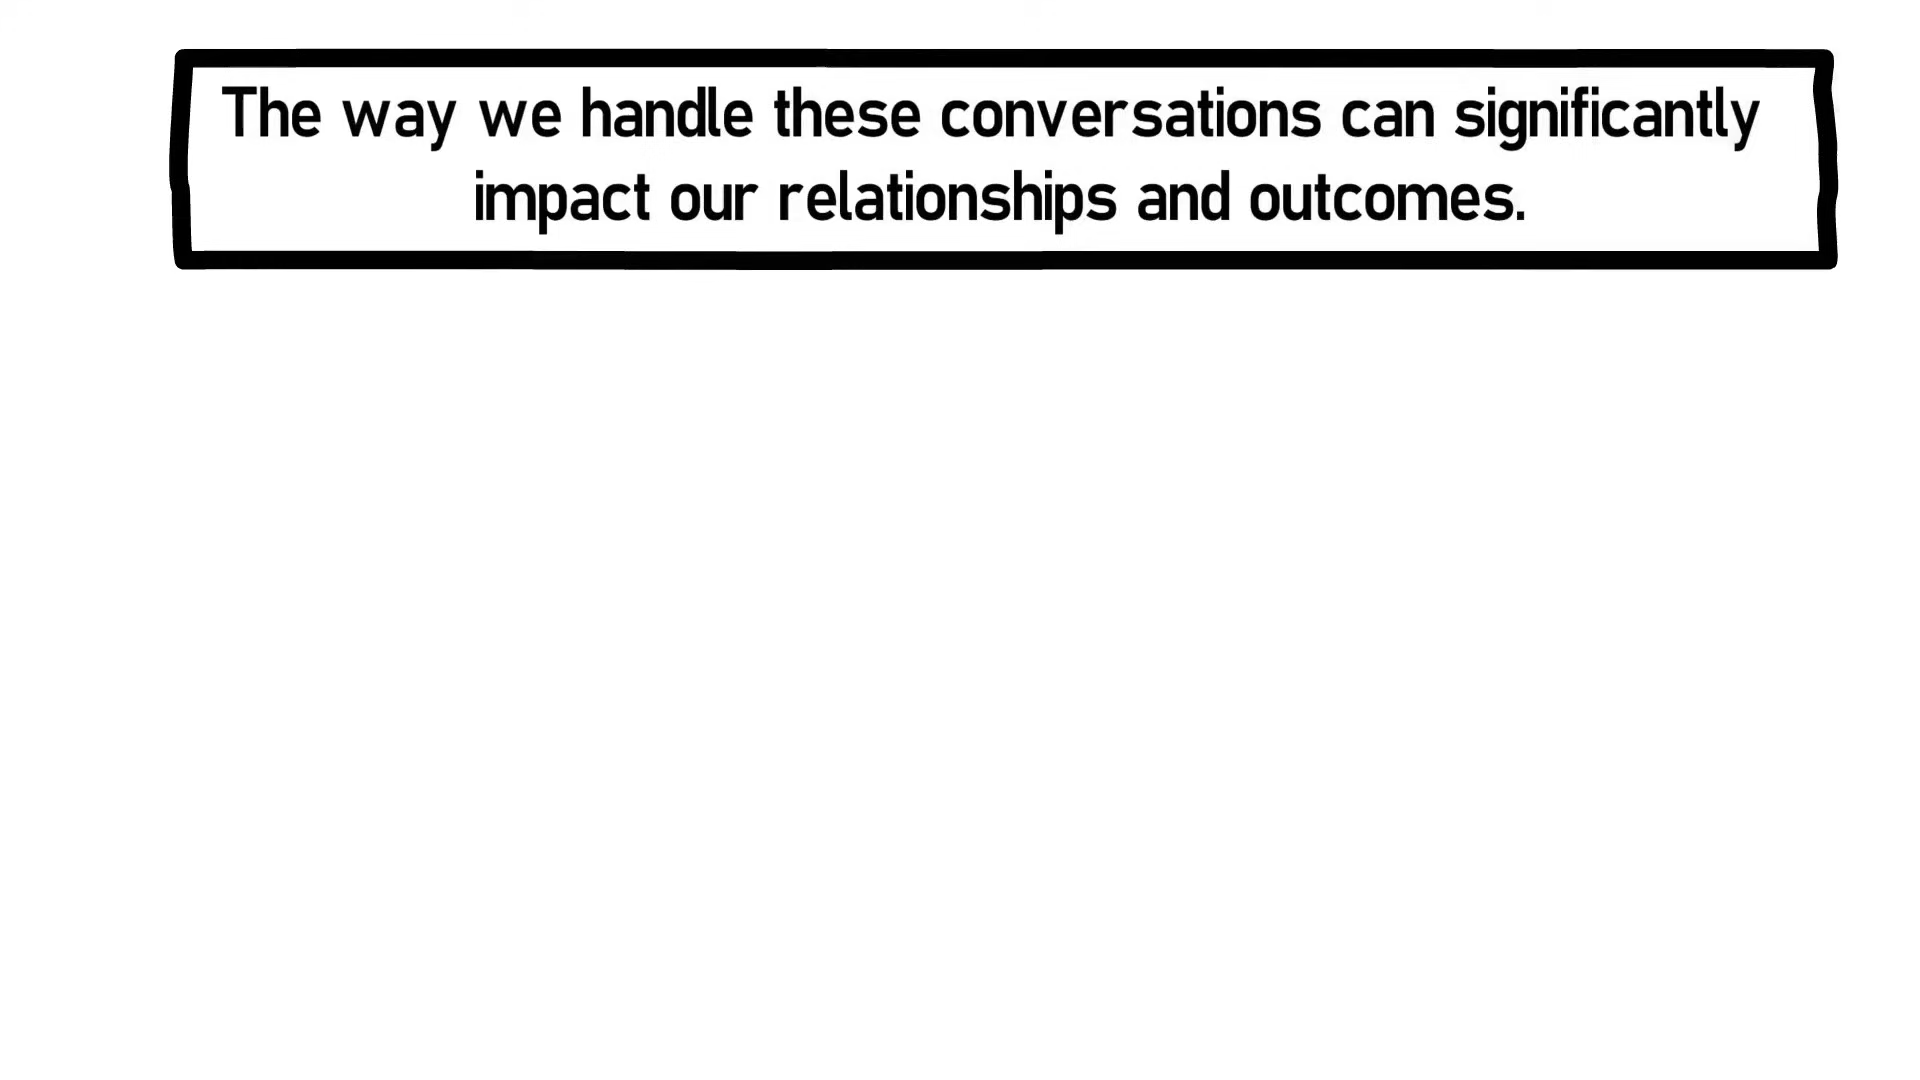 The way we handle these conversations can significantly
impact our relationships and outcomes.